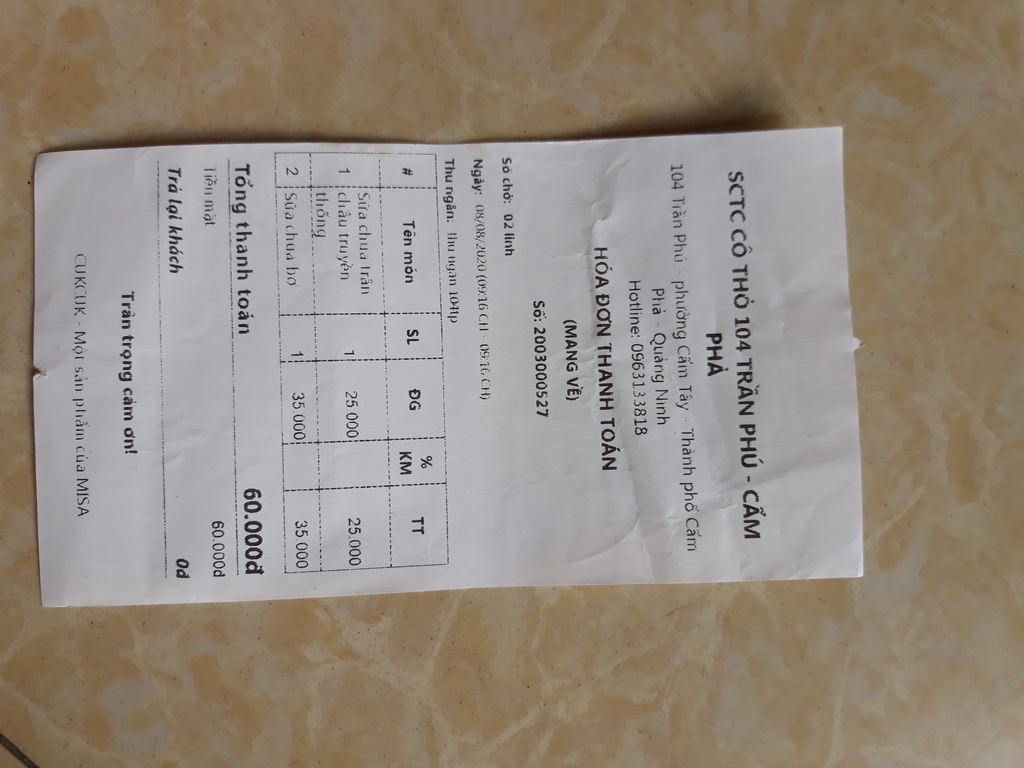 SCTC CÔ THỎ 104 TRẦN PHÚ - CẨM
PHẢ
104 Trần Phú - phường Cẩm Tây - Thành phố Cẩm
Phả - Quảng Ninh
Hotline: 0963133818
HÓA ĐƠN THANH TOÁN
(MANG VỀ)
Số: 2003000527
Số chờ: 02 linh
Ngày: 08/08/2020 (09:16 CH - 09:16 CH)
Thu ngân: thu ngan 104tp
# Tên món SL ĐG % KM TT
1 Sữa chua trân châu truyền thống 1 25.000 25.000
2 Sữa chua bơ 1 35.000 35.000
Tổng thanh toán 60.000đ
Tiền mặt 60.000đ
Trả lại khách 0đ
Trân trọng cảm ơn!
CUKCUK - Một sản phẩm của MISA